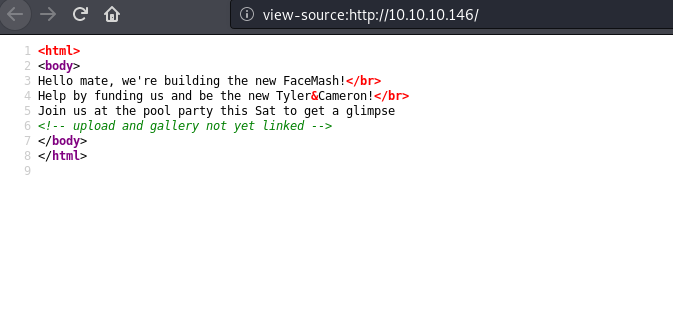 view-source:http://10.10.10.146/
1 <html>
2 <body>
3 Hello mate, we're building the new FaceMash!</br>
4 Help by funding us and be the new Tyler&Cameron!</br>
5 Join us at the pool party this Sat to get a glimpse
6 <!-- upload and gallery not yet linked -->
7 </body>
8 </html>
9